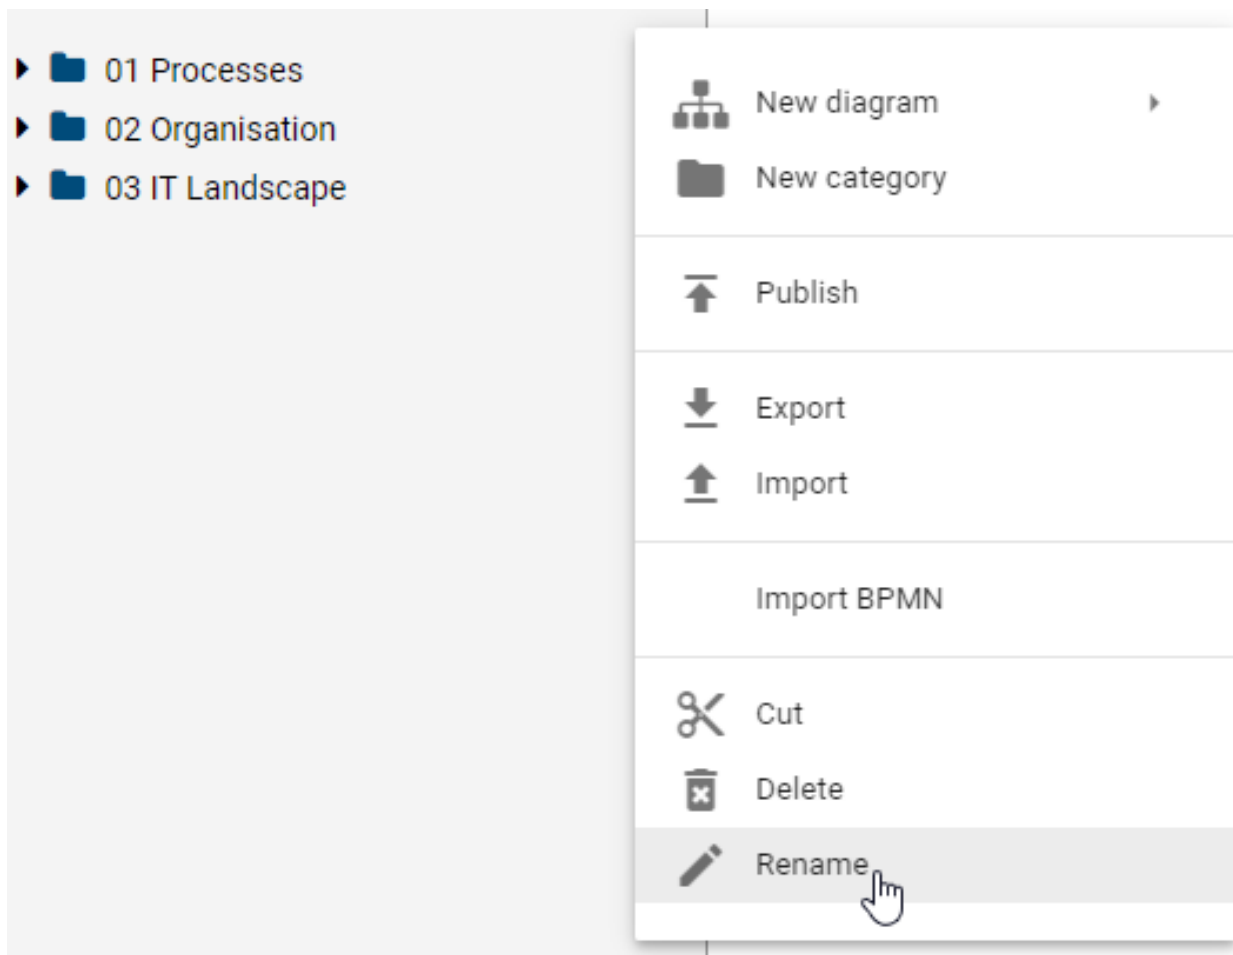 01 Processes
02 Organisation
03 IT Landscape
New diagram
New category
Publish
Export
Import
Import BPMN
Cut
Delete
Rename